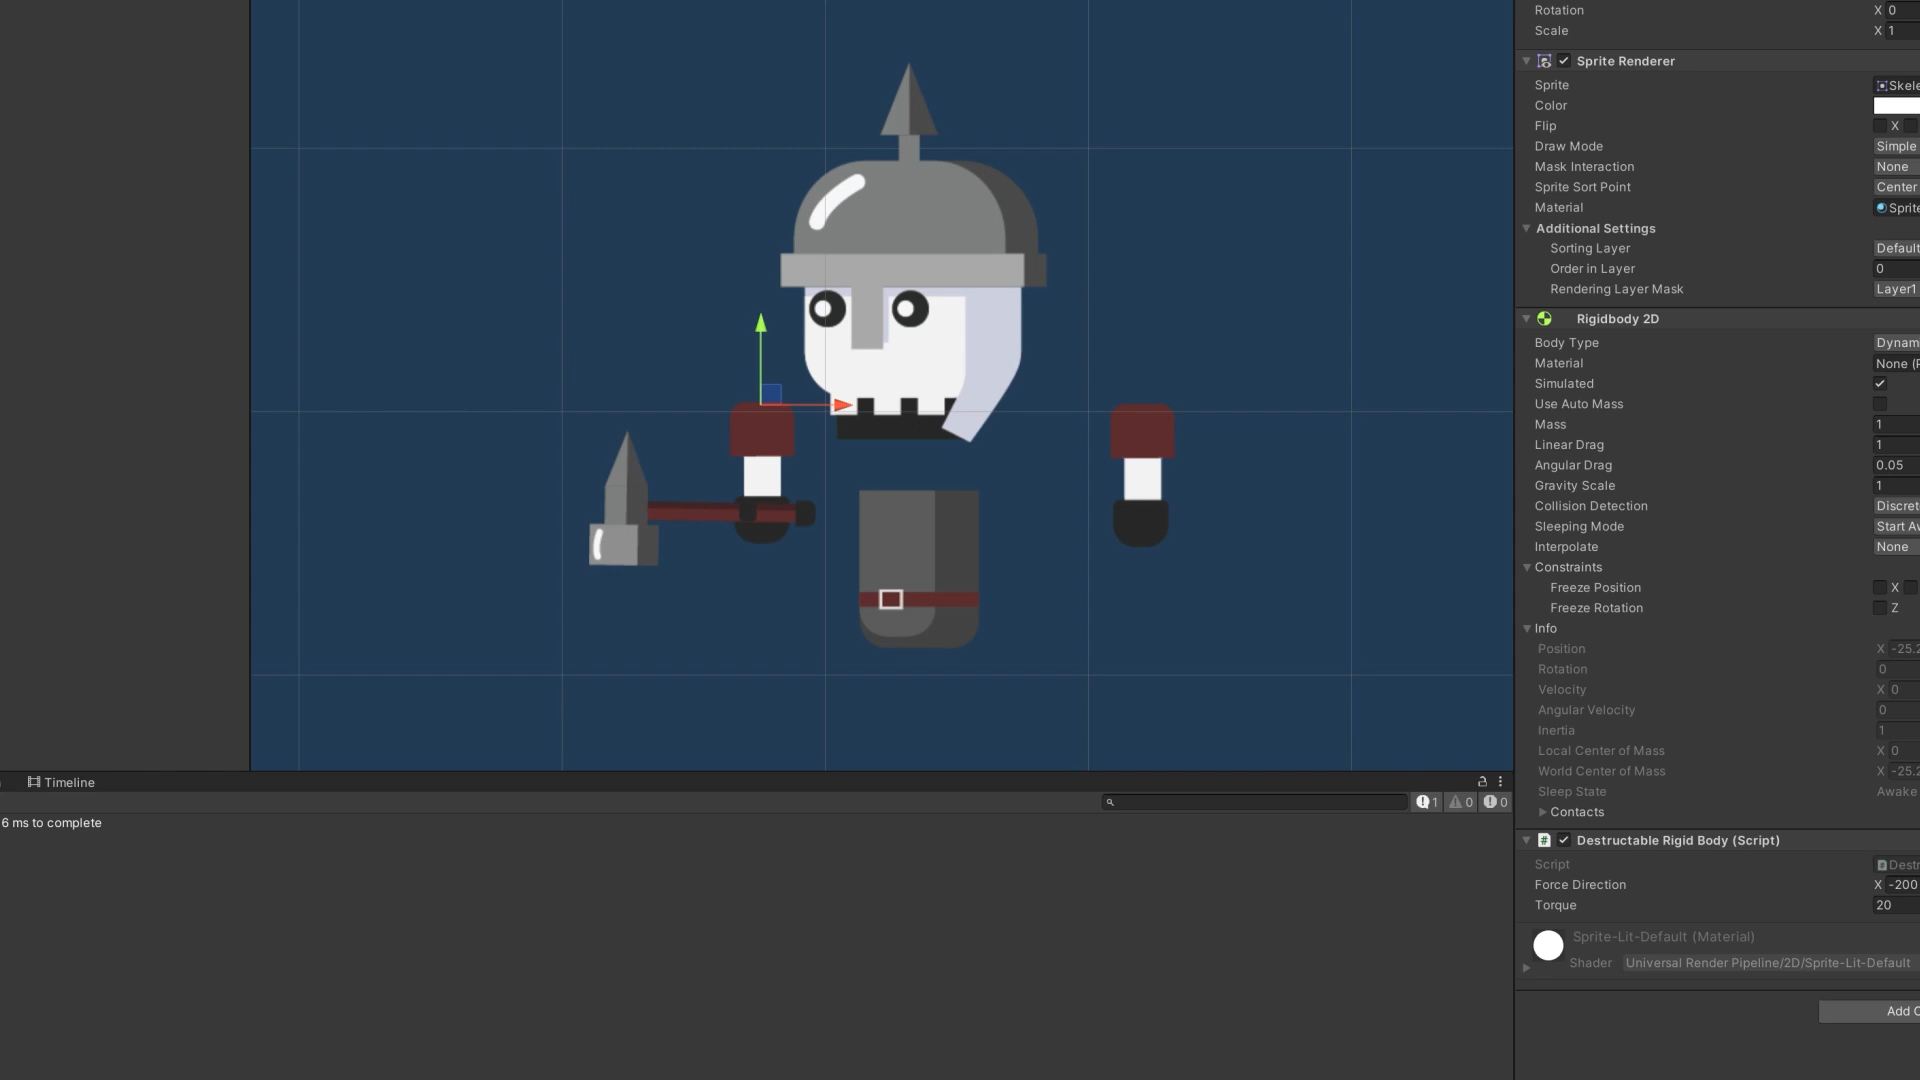 Rotation X 0
Scale X 1
Sprite Renderer
Sprite
Color
Flip X
Draw Mode Simple
Mask Interaction None
Sprite Sort Point Center
Material
Additional Settings
Sorting Layer Default
Order in Layer 0
Rendering Layer Mask Layer1
Rigidbody 2D
Body Type
Material None
Simulated
Use Auto Mass
Mass 1
Linear Drag 1
Angular Drag 0.05
Gravity Scale 1
Collision Detection
Sleeping Mode Start
Interpolate None
Constraints
Freeze Position X
Freeze Rotation Z
Info
Position X -25.2
Rotation 0
Velocity X 0
Angular Velocity 0
Inertia 1
Local Center of Mass X 0
World Center of Mass X -25.2
Sleep State Awake
Contacts
Destructable Rigid Body (Script)
Script
Force Direction X -200
Torque 20
Sprite-Lit-Default (Material)
Shader Universal Render Pipeline/2D/Sprite-Lit-Default
Add
Timeline
1 0 0
6 ms to complete